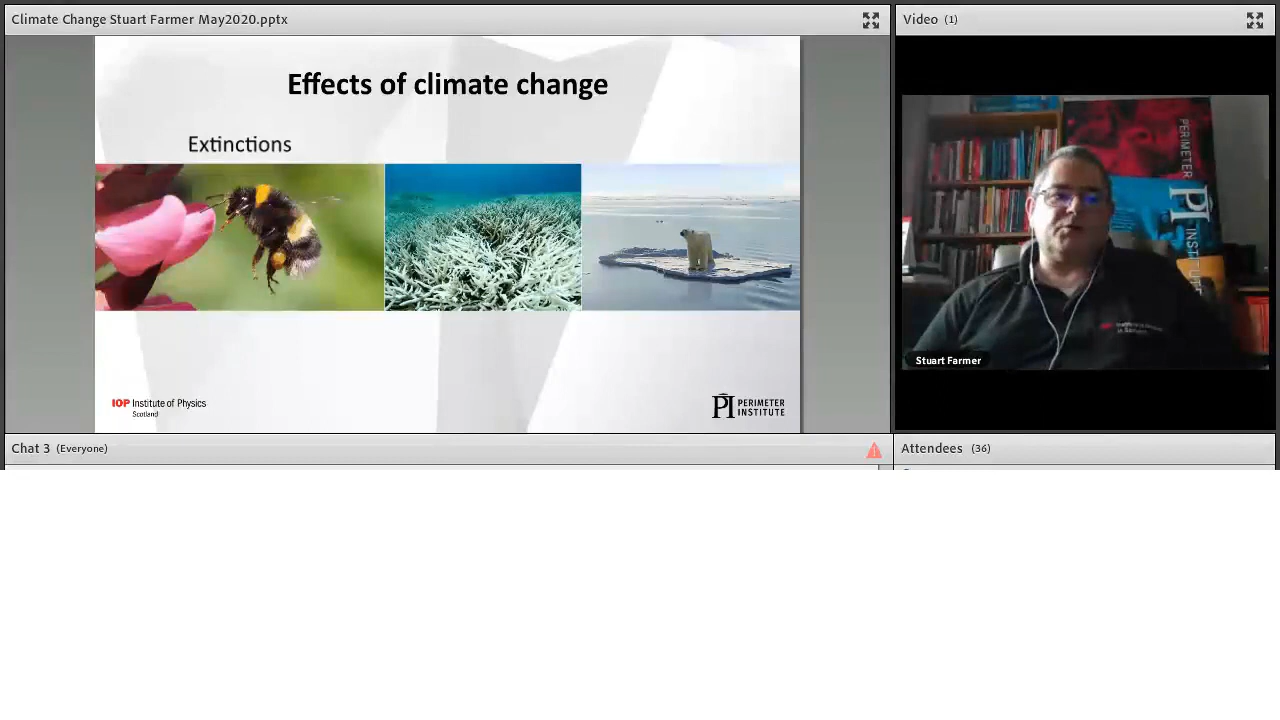 Climate Change Stuart Farmer May2020.pptx
Video (1)
Effects of climate change
Extinctions
IOP Institute of Physics
Scotland
PI PERIMETER
INSTITUTE
PERIMETER
PI
INSTITUTE
Stuart Farmer
Chat 3 (Everyone)
Attendees (36)